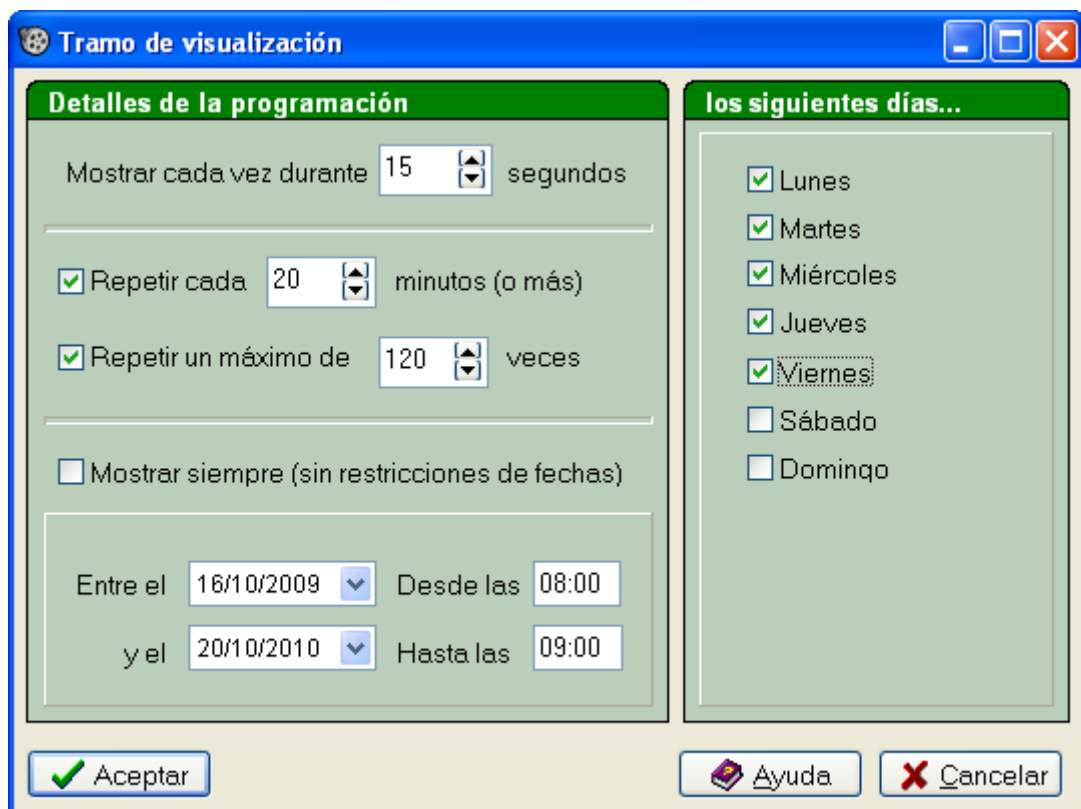 Tramo de visualización
Detalles de la programación
Mostrar cada vez durante 15 segundos
Repetir cada 20 minutos (o más)
Repetir un máximo de 120 veces
Mostrar siempre (sin restricciones de fechas)
Entre el 16/10/2009 Desde las 08:00
y el 20/10/2010 Hasta las 09:00
los siguientes días...
Lunes
Martes
Miércoles
Jueves
Viernes
Sábado
Domingo
Aceptar
Ayuda
Cancelar